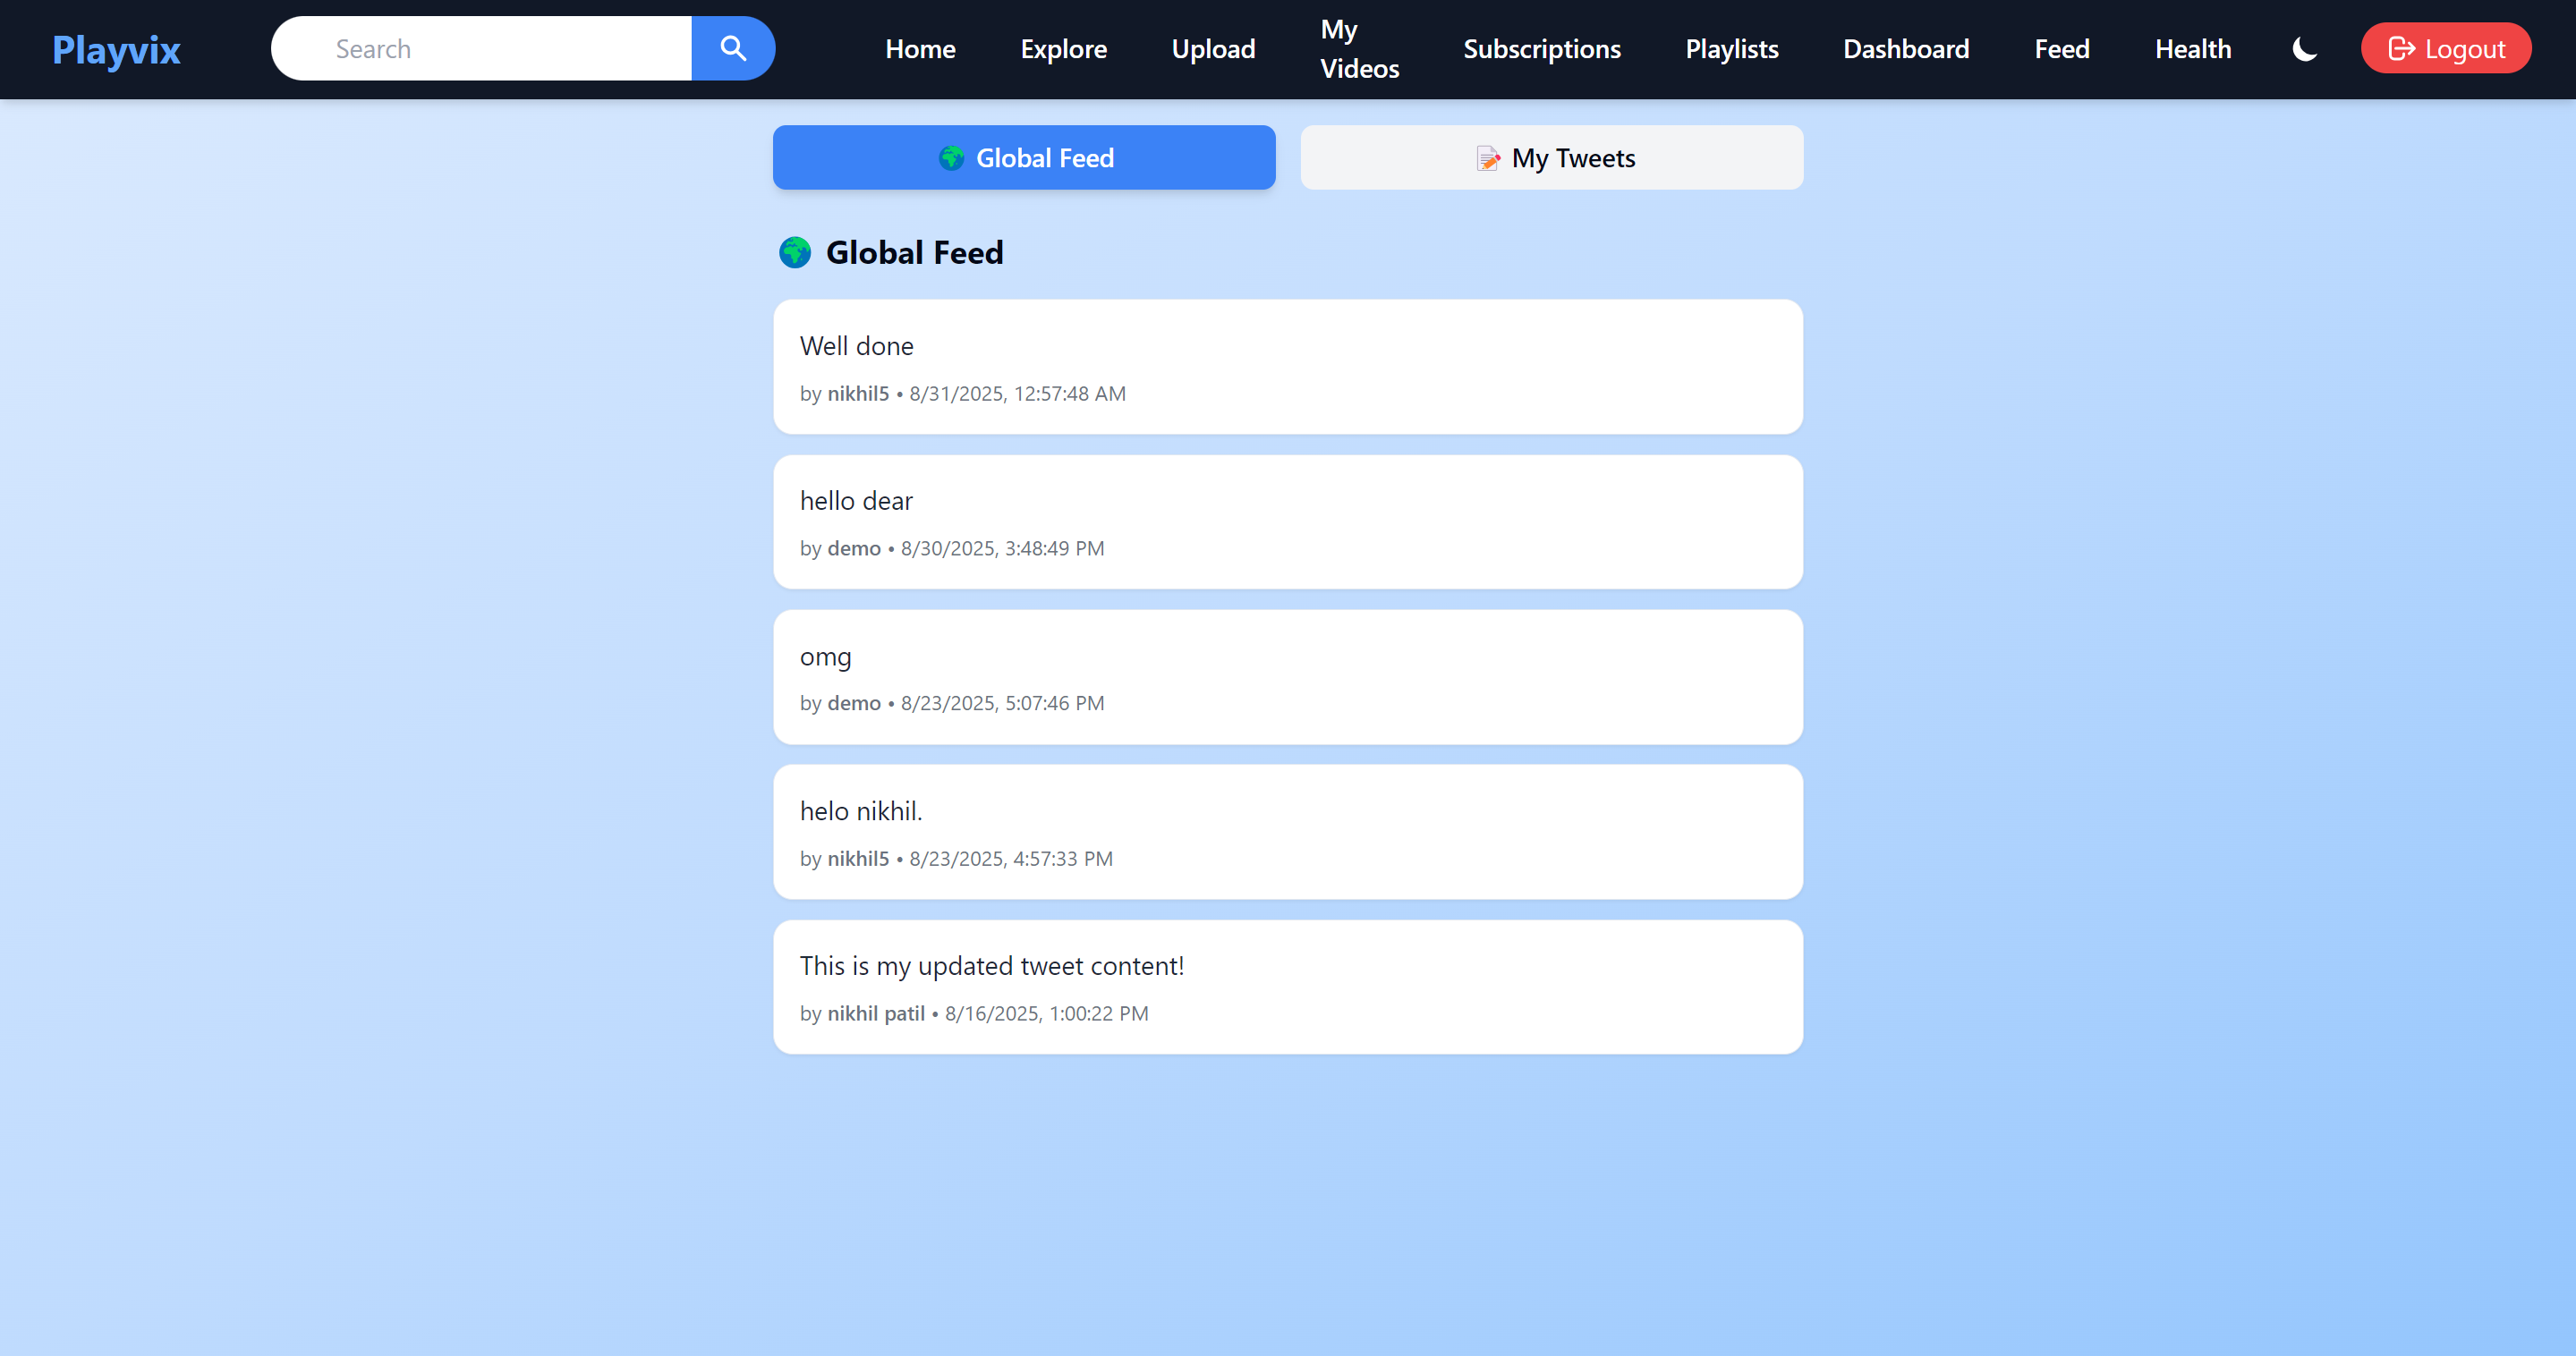 Playvix
Search
Home
Explore
Upload
My
Videos
Subscriptions
Playlists
Dashboard
Feed
Health
Logout
Global Feed
My Tweets
Global Feed
Well done
by nikhil5 • 8/31/2025, 12:57:48 AM
hello dear
by demo • 8/30/2025, 3:48:49 PM
omg
by demo • 8/23/2025, 5:07:46 PM
helo nikhil.
by nikhil5 • 8/23/2025, 4:57:33 PM
This is my updated tweet content!
by nikhil patil • 8/16/2025, 1:00:22 PM